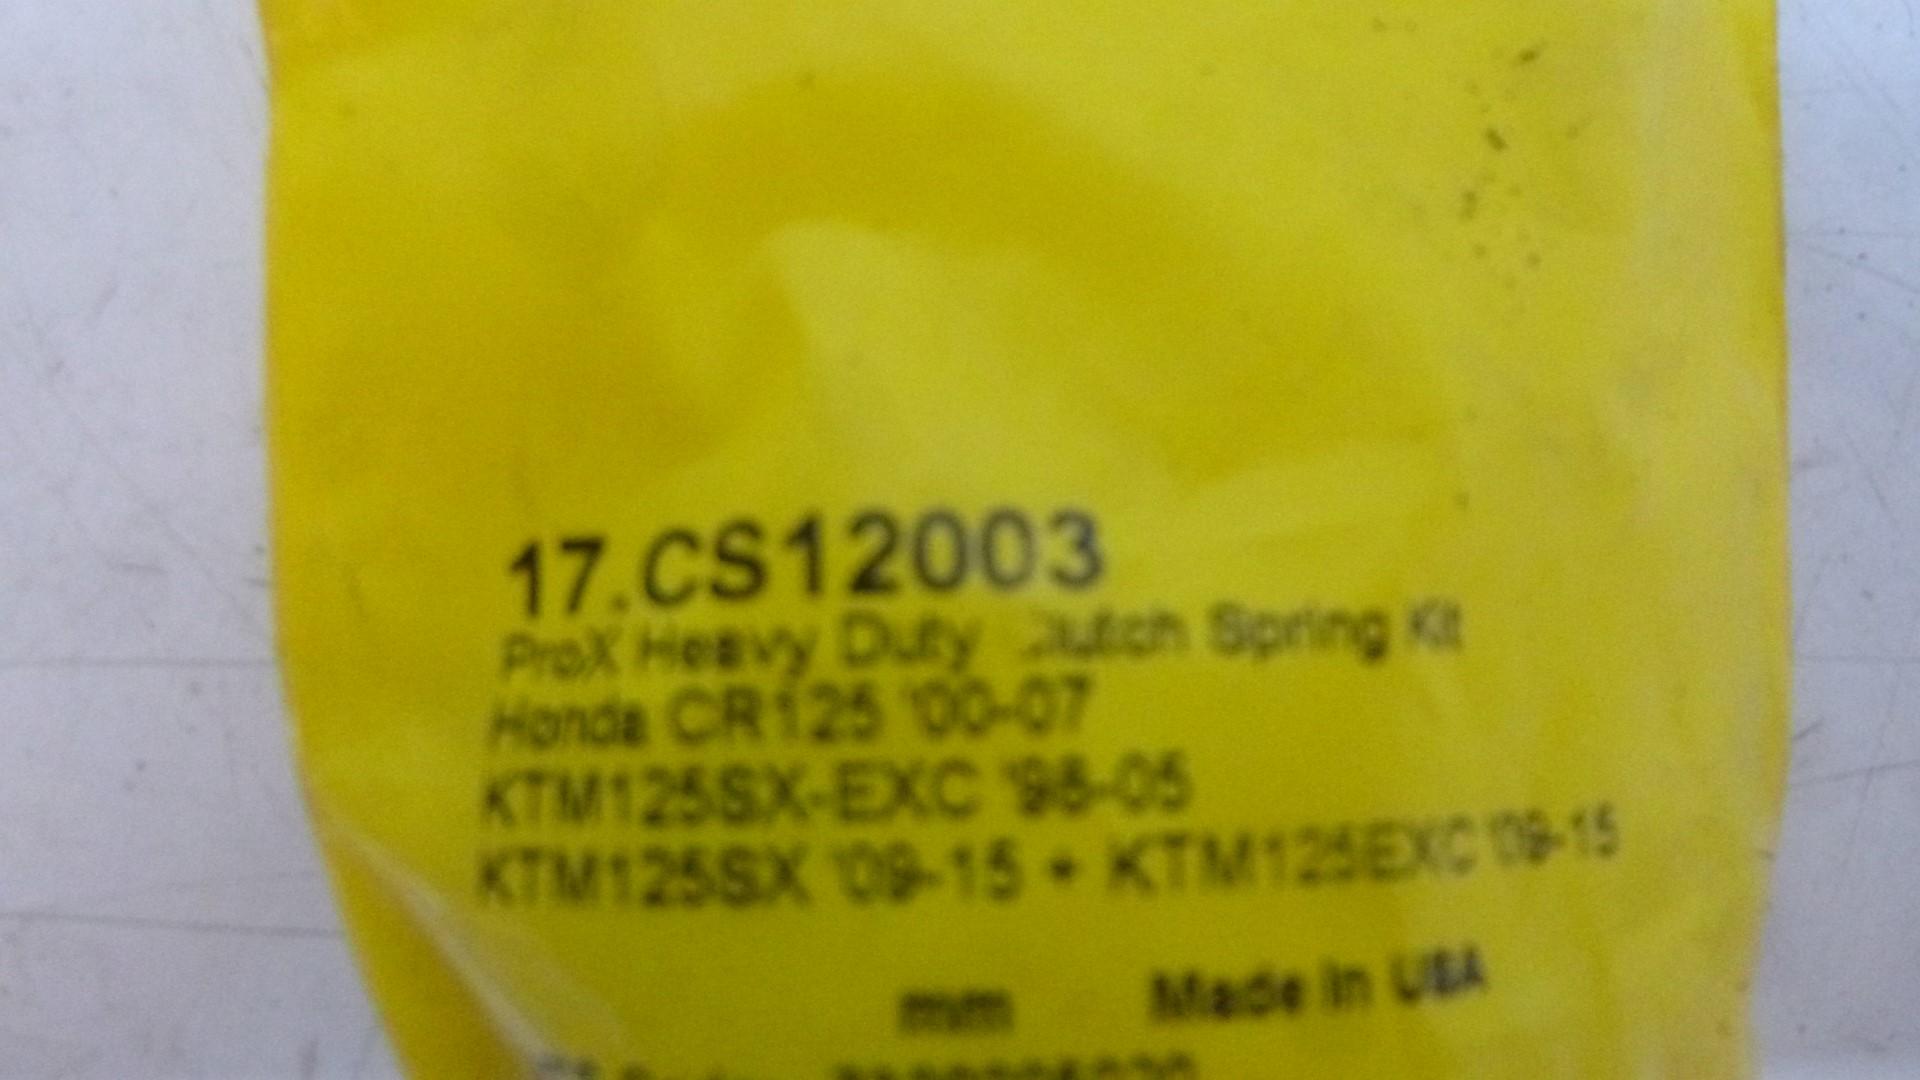 17.CS12003
ProX Heavy Duty Clutch Spring Kit
Honda CR125 '00-07
KTM125SX-EXC '98-05
KTM125SX '09-15 + KTM125EXC '09-15
mm Made in USA